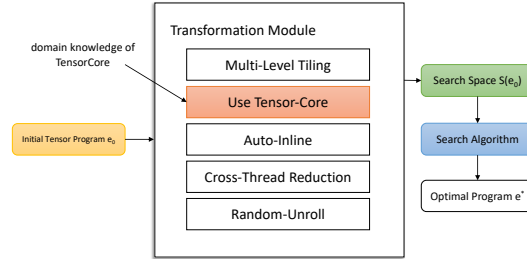 Transformation Module
domain knowledge of
TensorCore
Multi-Level Tiling
Use Tensor-Core
Auto-Inline
Cross-Thread Reduction
Random-Unroll
Initial Tensor Program e₀
Search Space S(e₀)
Search Algorithm
Optimal Program e*